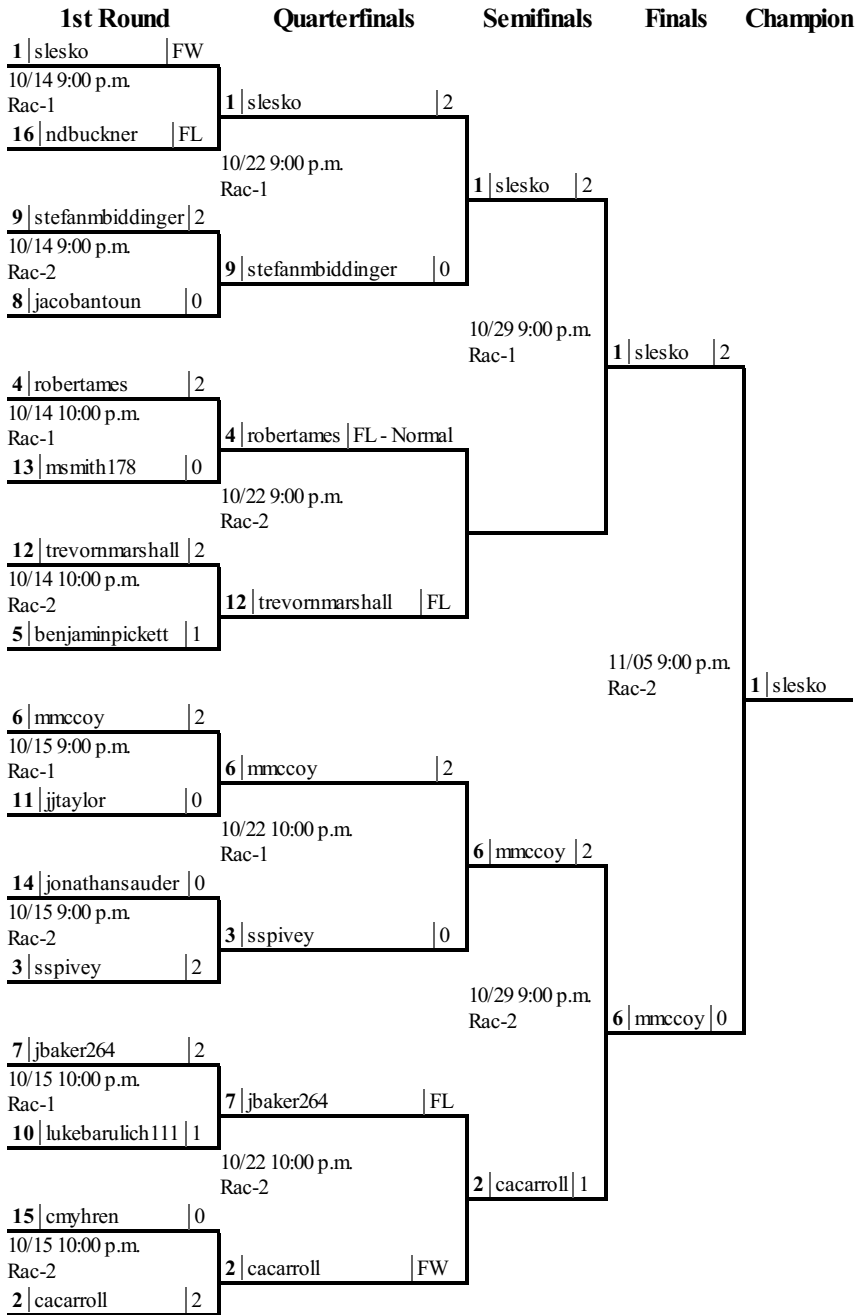 1st Round Quarterfinals Semifinals Finals Champion
1 slesko FW
10/14 9:00 p.m.
Rac-1
16 ndbuckner FL
1 slesko 2
10/22 9:00 p.m.
Rac-1
9 stefanmbiddinger 2
10/14 9:00 p.m.
Rac-2
8 jacobantoun 0
9 stefanmbiddinger 0
1 slesko 2
10/29 9:00 p.m.
Rac-1
4 robertames 2
10/14 10:00 p.m.
Rac-1
13 msmith178 0
4 robertames FL - Normal
10/22 9:00 p.m.
Rac-2
12 trevornmarshall 2
10/14 10:00 p.m.
Rac-2
5 benjaminpickett 1
12 trevornmarshall FL
1 slesko 2
11/05 9:00 p.m.
Rac-2
1 slesko
6 mmccoy 2
10/15 9:00 p.m.
Rac-1
11 jjtaylor 0
6 mmccoy 2
10/22 10:00 p.m.
Rac-1
14 jonathansauder 0
10/15 9:00 p.m.
Rac-2
3 sspivey 2
3 sspivey 0
6 mmccoy 2
10/29 9:00 p.m.
Rac-2
6 mmccoy 0
7 jbaker264 2
10/15 10:00 p.m.
Rac-1
10 lukebarulich111 1
7 jbaker264 FL
10/22 10:00 p.m.
Rac-2
2 cacarroll 1
15 cmyhren 0
10/15 10:00 p.m.
Rac-2
2 cacarroll 2
2 cacarroll FW